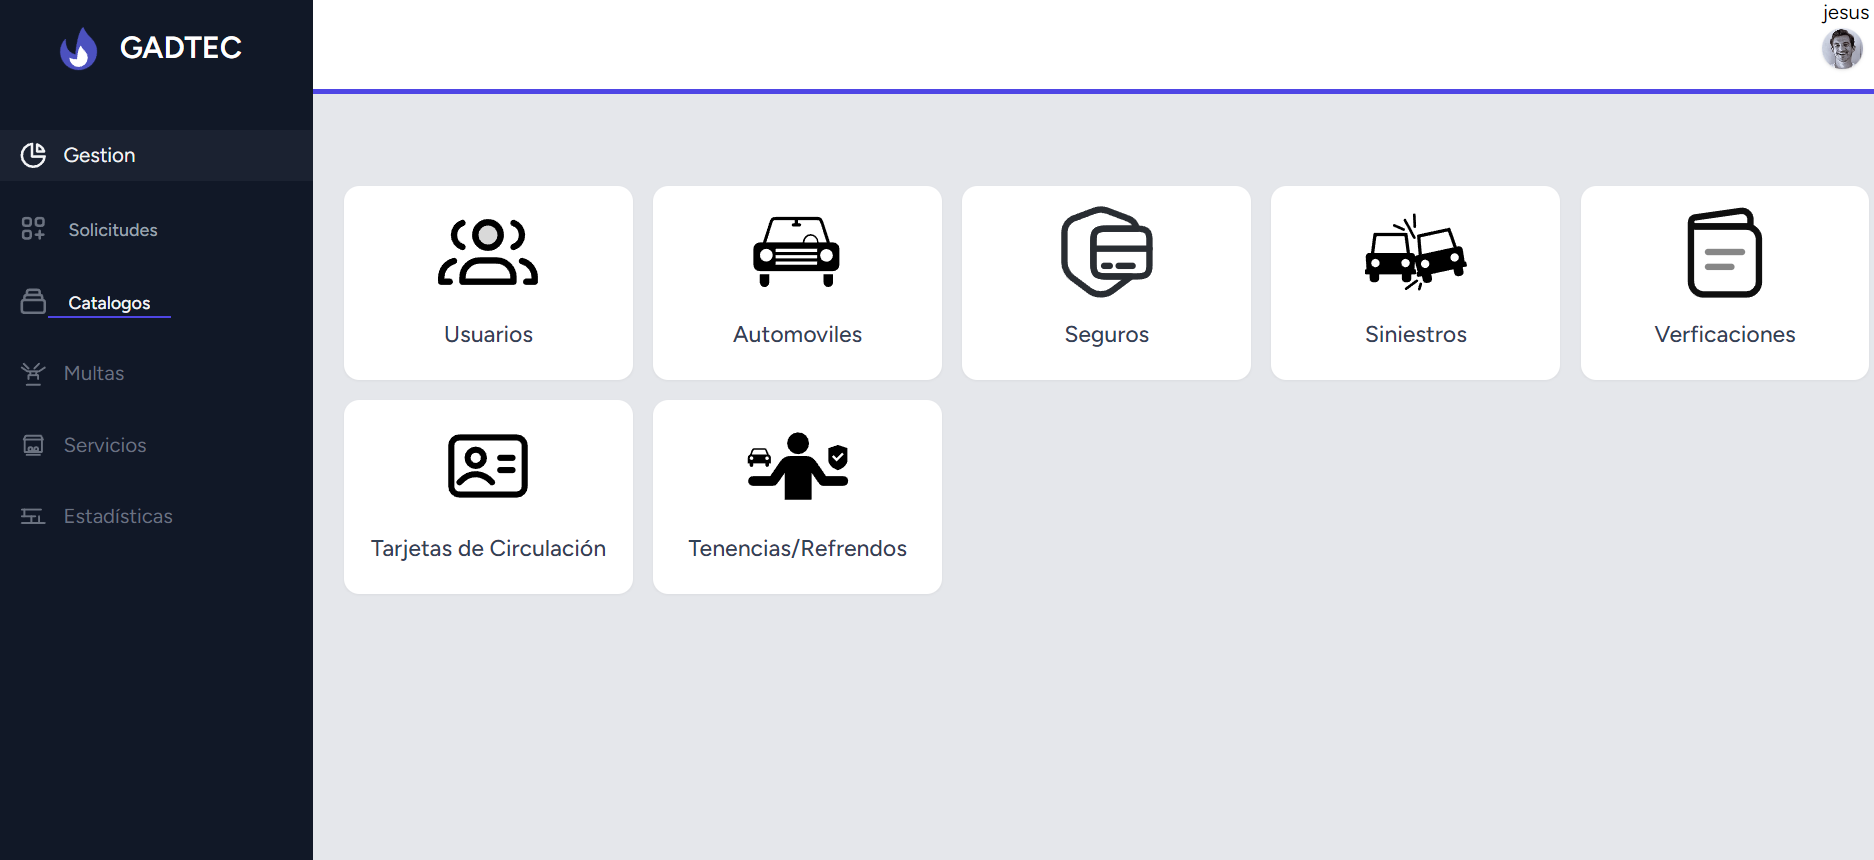 GADTEC
jesus
Gestion
Solicitudes
Catalogos
Multas
Servicios
Estadísticas
Usuarios
Automoviles
Seguros
Siniestros
Verficaciones
Tarjetas de Circulación
Tenencias/Refrendos